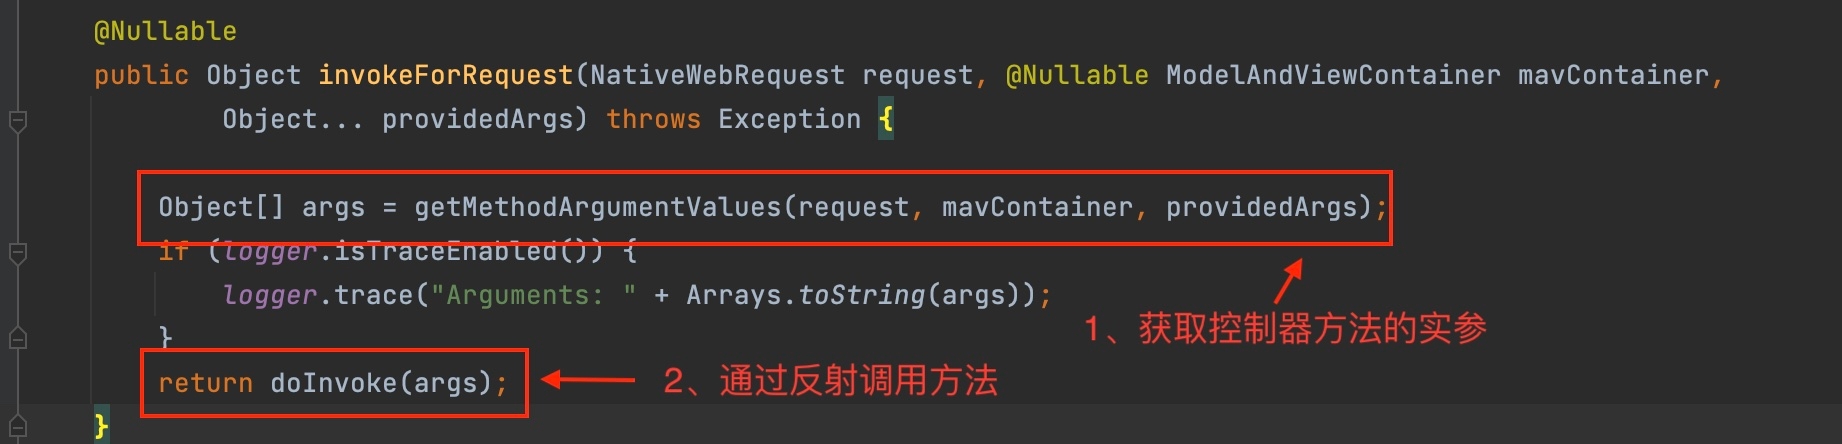 @Nullable
public Object invokeForRequest(NativeWebRequest request, @Nullable ModelAndViewContainer mavContainer,
Object... providedArgs) throws Exception {
Object[] args = getMethodArgumentValues(request, mavContainer, providedArgs);
if (logger.isTraceEnabled()) {
logger.trace("Arguments: " + Arrays.toString(args));
1、获取控制器方法的实参
}
return doInvoke(args);
2、通过反射调用方法
}